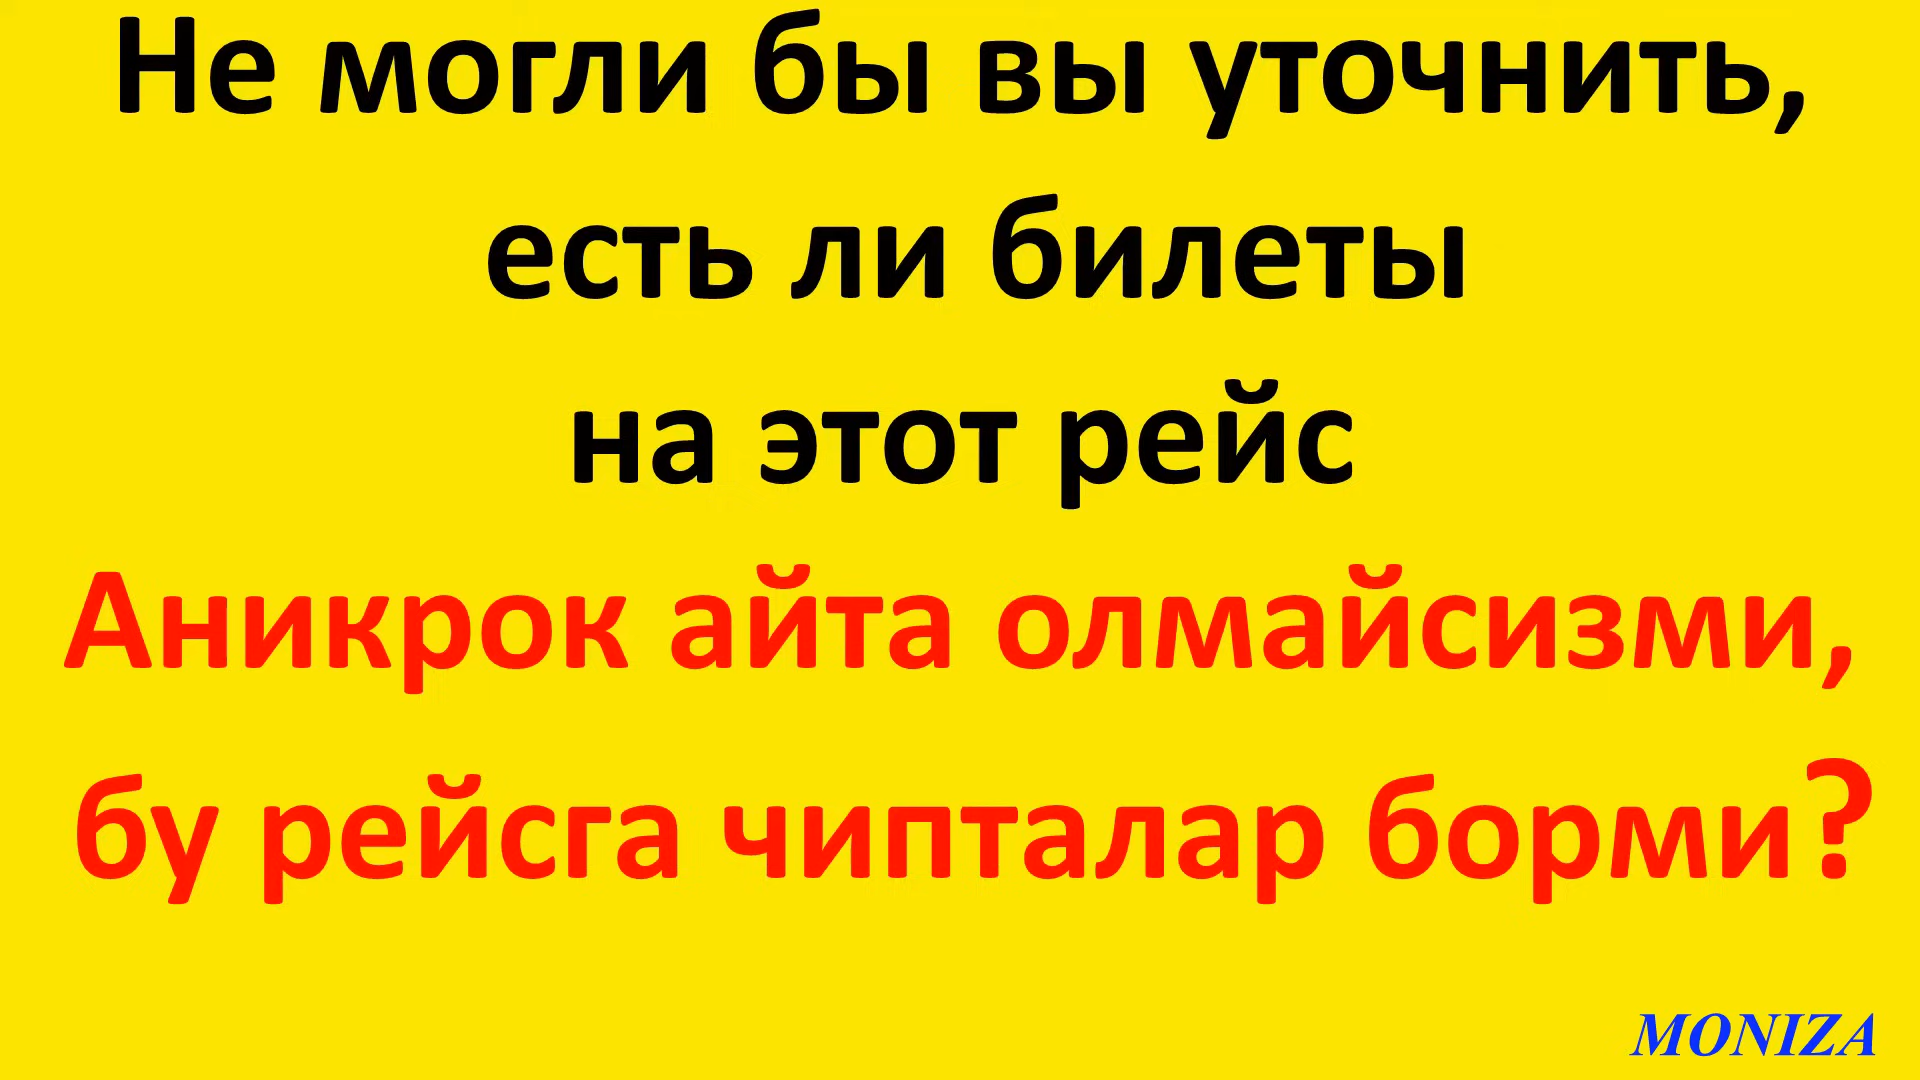 Не могли бы вы уточнить,
есть ли билеты
на этот рейс
Аникрок айта олмайсизми,
бу рейсга чипталар борми?
MONIZA